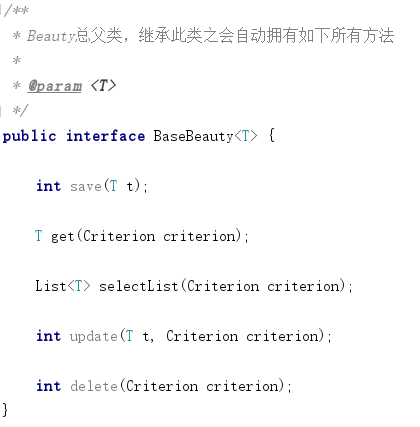 /**
 * Beauty总父类，继承此类之会自动拥有如下所有方法
 *
 * @param <T>
 */
public interface BaseBeauty<T> {
    int save(T t);
    T get(Criterion criterion);
    List<T> selectList(Criterion criterion);
    int update(T t, Criterion criterion);
    int delete(Criterion criterion);
}